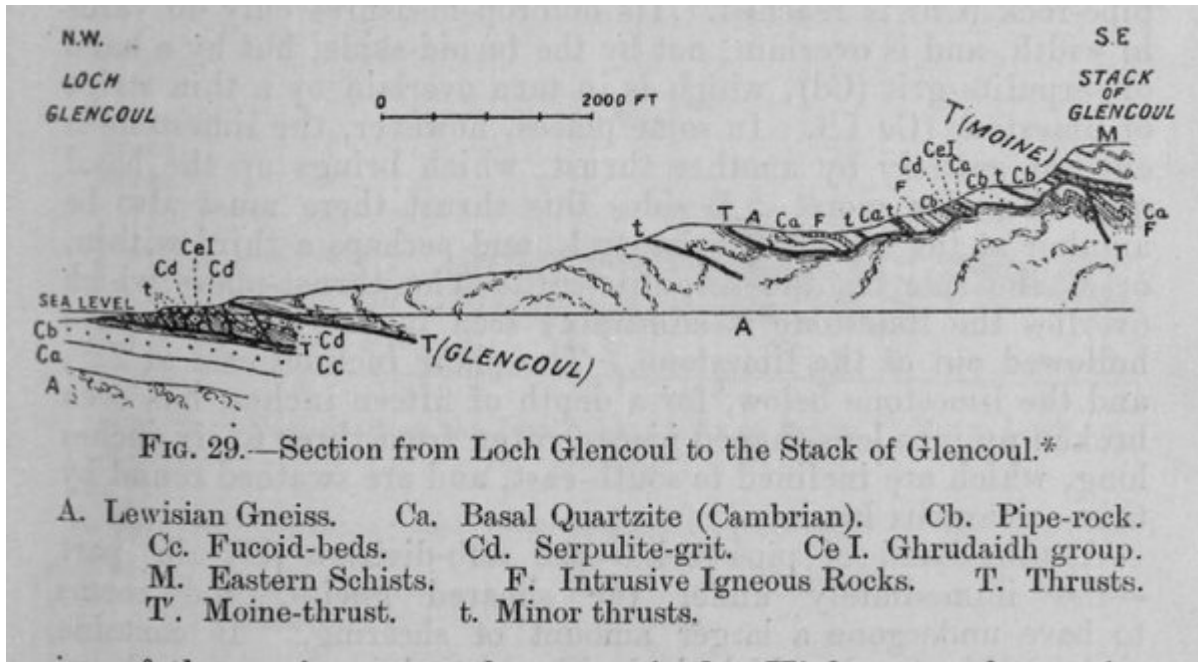 N.W.
LOCH
GLENCOUL
0 2000 FT
S.E
STACK
OF
GLENCOUL
M
T (MOINE)
CeI
Cd Ca
F Cb t Cb
T A Ca F t Ca t
t
Ca
F
T
CeI
Cd Cd
t
SEA LEVEL
Cb
Ca
A
Cd
T
Cc
T (GLENCOUL)
A
FIG. 29.—Section from Loch Glencoul to the Stack of Glencoul.*
A. Lewisian Gneiss. Ca. Basal Quartzite (Cambrian). Cb. Pipe-rock.
Cc. Fucoid-beds. Cd. Serpulite-grit. Ce I. Ghrudaidh group.
M. Eastern Schists. F. Intrusive Igneous Rocks. T. Thrusts.
T'. Moine-thrust. t. Minor thrusts.